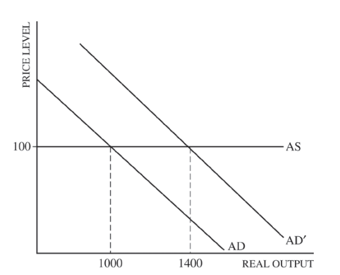 PRICE LEVEL
100
AS
AD
AD'
1000
1400
REAL OUTPUT